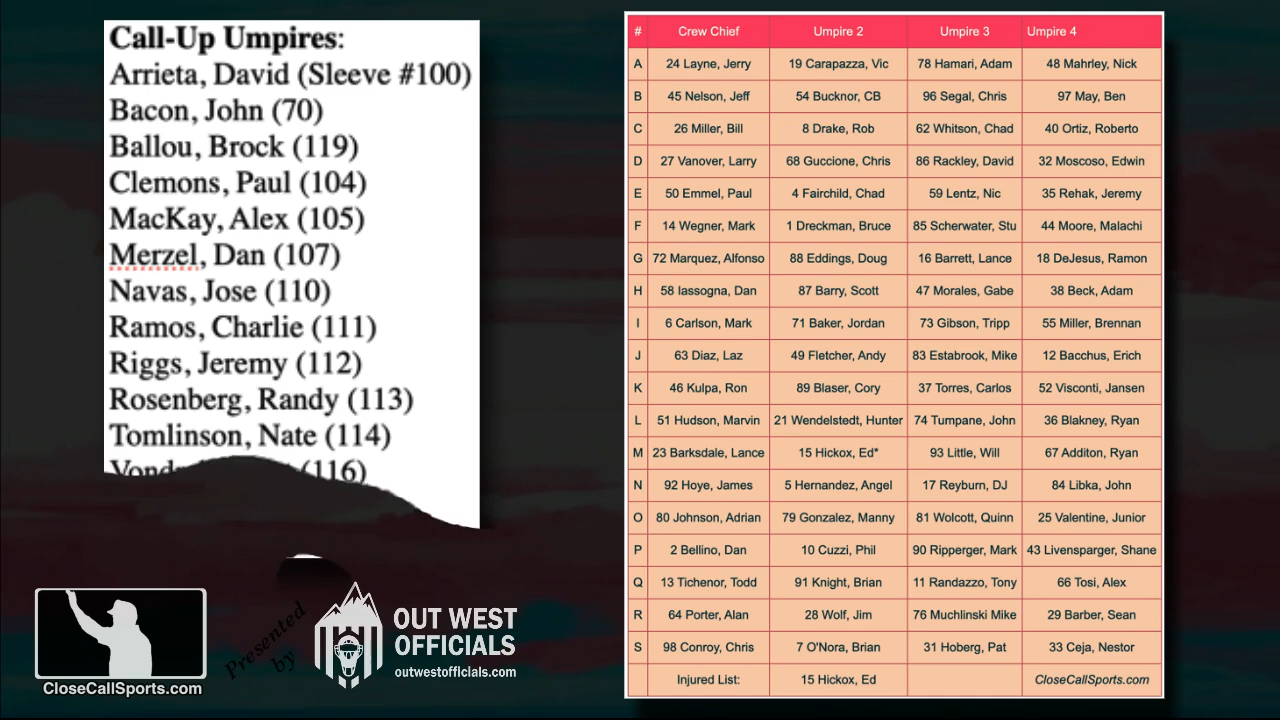 Call-Up Umpires:
Arrieta, David (Sleeve #100)
Bacon, John (70)
Ballou, Brock (119)
Clemons, Paul (104)
MacKay, Alex (105)
Merzel, Dan (107)
Navas, Jose (110)
Ramos, Charlie (111)
Riggs, Jeremy (112)
Rosenberg, Randy (113)
Tomlinson, Nate (114)
(116)
CloseCallSports.com
Presented
by
OUT WEST
OFFICIALS
outwestofficials.com
# Crew Chief Umpire 2 Umpire 3 Umpire 4
A 24 Layne, Jerry 19 Carapazza, Vic 78 Hamari, Adam 48 Mahrley, Nick
B 45 Nelson, Jeff 54 Bucknor, CB 96 Segal, Chris 97 May, Ben
C 26 Miller, Bill 8 Drake, Rob 62 Whitson, Chad 40 Ortiz, Roberto
D 27 Vanover, Larry 68 Guccione, Chris 86 Rackley, David 32 Moscoso, Edwin
E 50 Emmel, Paul 4 Fairchild, Chad 59 Lentz, Nic 35 Rehak, Jeremy
F 14 Wegner, Mark 1 Dreckman, Bruce 85 Scherwater, Stu 44 Moore, Malachi
G 72 Marquez, Alfonso 88 Eddings, Doug 16 Barrett, Lance 18 DeJesus, Ramon
H 58 Iassogna, Dan 87 Barry, Scott 47 Morales, Gabe 38 Beck, Adam
I 6 Carlson, Mark 71 Baker, Jordan 73 Gibson, Tripp 55 Miller, Brennan
J 63 Diaz, Laz 49 Fletcher, Andy 83 Estabrook, Mike 12 Bacchus, Erich
K 46 Kulpa, Ron 89 Blaser, Cory 37 Torres, Carlos 52 Visconti, Jansen
L 51 Hudson, Marvin 21 Wendelstedt, Hunter 74 Tumpane, John 36 Blakney, Ryan
M 23 Barksdale, Lance 15 Hickox, Ed* 93 Little, Will 67 Additon, Ryan
N 92 Hoye, James 5 Hernandez, Angel 17 Reyburn, DJ 84 Libka, John
O 80 Johnson, Adrian 79 Gonzalez, Manny 81 Wolcott, Quinn 25 Valentine, Junior
P 2 Bellino, Dan 10 Cuzzi, Phil 90 Ripperger, Mark 43 Livensparger, Shane
Q 13 Tichenor, Todd 91 Knight, Brian 11 Randazzo, Tony 66 Tosi, Alex
R 64 Porter, Alan 28 Wolf, Jim 76 Muchlinski Mike 29 Barber, Sean
S 98 Conroy, Chris 7 O'Nora, Brian 31 Hoberg, Pat 33 Ceja, Nestor
Injured List: 15 Hickox, Ed CloseCallSports.com